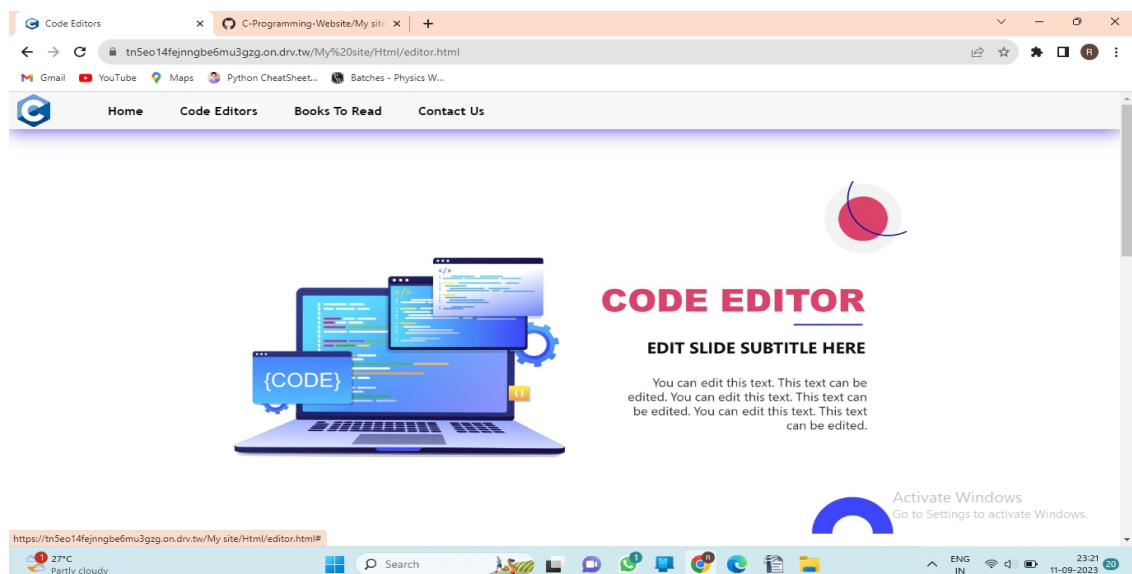 Code Editors
C-Programming-Website/My site
tn5eo14fejnngbe6mu3gzg.on.drv.tw/My%20site/Html/editor.html
R
Gmail
YouTube
Maps
Python CheatSheet...
Batches - Physics W...
C
Home
Code Editors
Books To Read
Contact Us
</>
</>
{CODE}
{}
CODE EDITOR
EDIT SLIDE SUBTITLE HERE
You can edit this text. This text can be
edited. You can edit this text. This text can
be edited. You can edit this text. This text
can be edited.
Activate Windows
Go to Settings to activate Windows.
https://tn5eo14fejnngbe6mu3gzg.on.drv.tw/My site/Html/editor.html#
1
27°C
Partly cloudy
Search
1
R
ENG
IN
23:21
11-09-2023
20